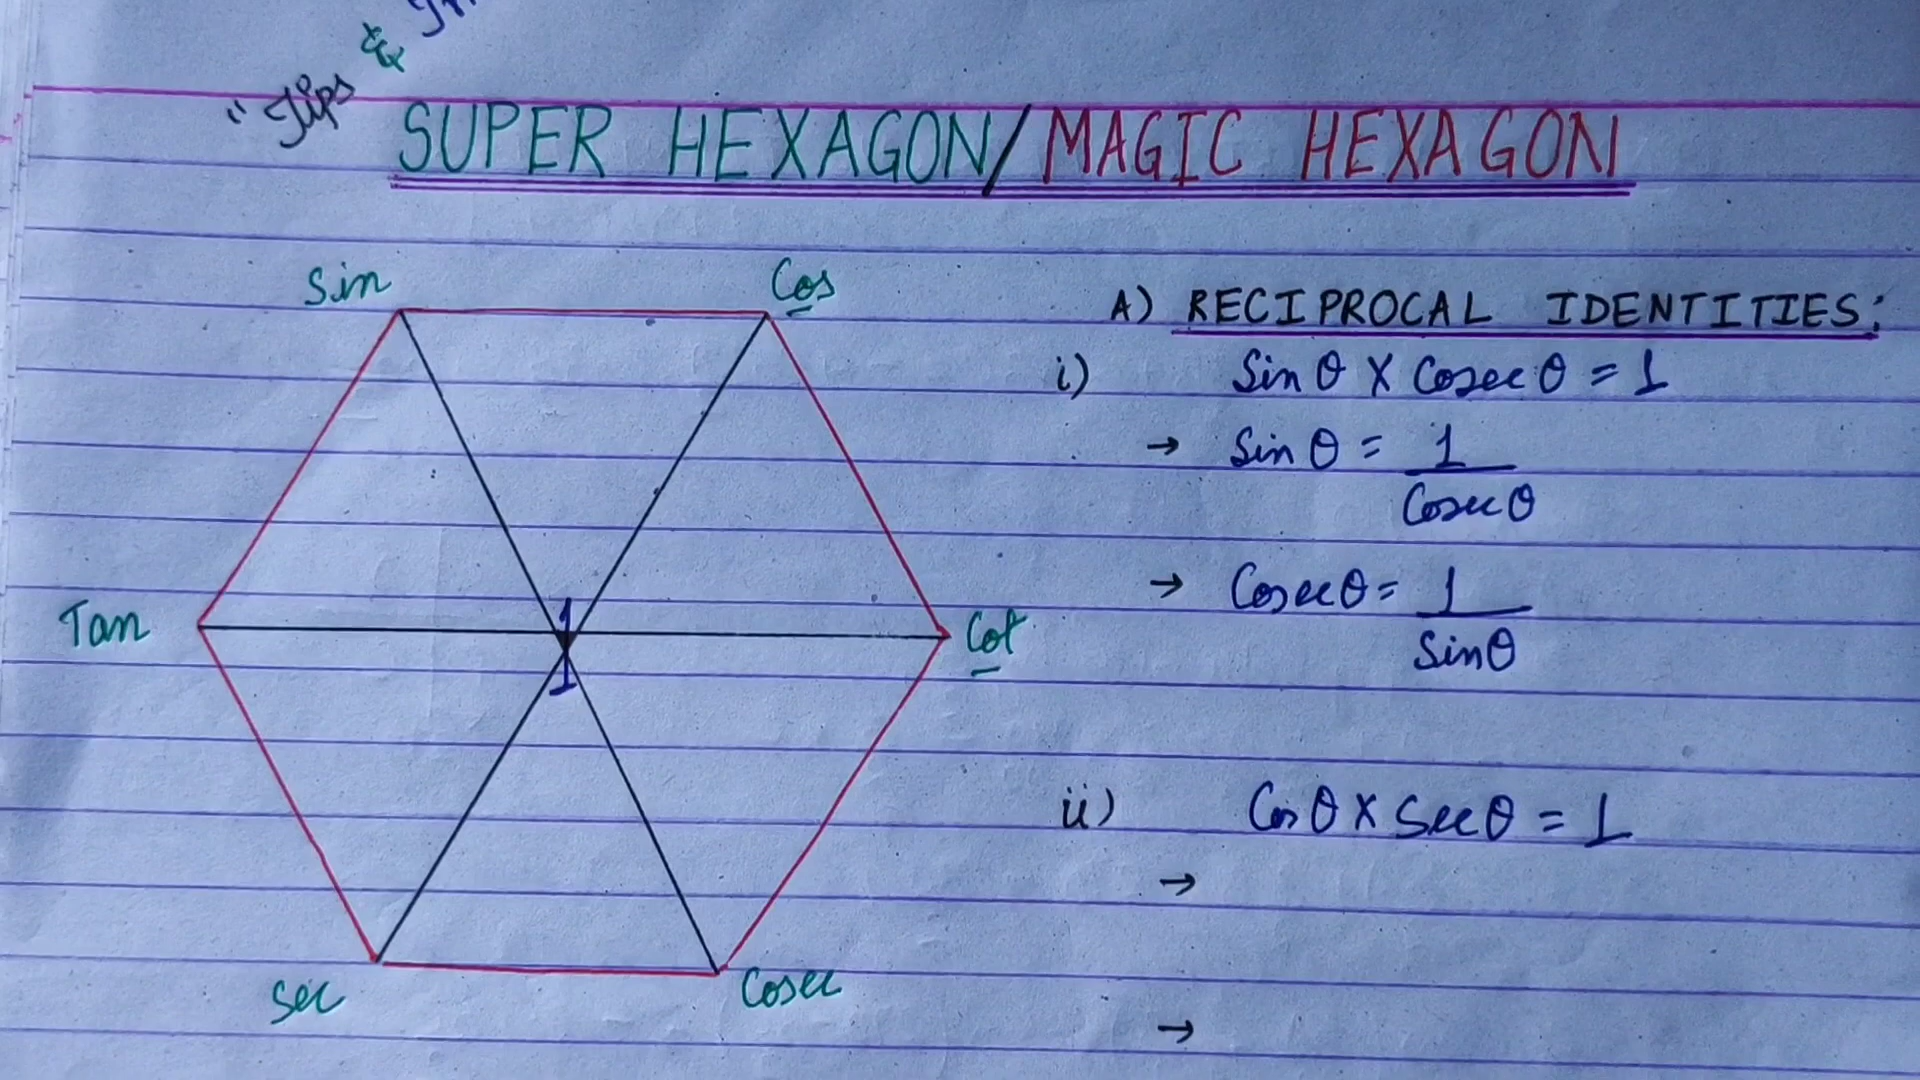 "Tips &
SUPER HEXAGON/MAGIC HEXAGON
Sin
Cos
Tan
1
Cot
Sec
Cosec
A) RECIPROCAL IDENTITIES:
i) Sin θ X Cosec θ = 1
→ Sin θ = 1
Cosec θ
→ Cosec θ = 1
Sin θ
ii) Cos θ X Sec θ = 1
→
→